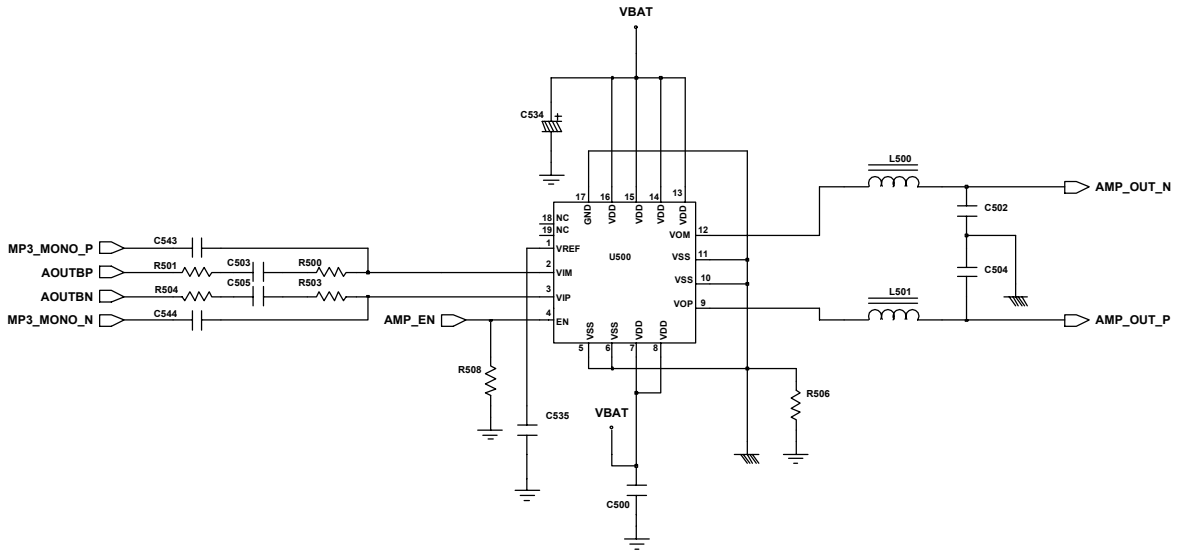 VBAT
C534
17 16 15 14 13
GND VDD VDD VDD VDD
18 NC
19 NC
1 VREF
2 VIM
3 VIP
4 EN
U500
VOM 12
VSS 11
VSS 10
VOP 9
VSS VSS VDD VDD
5 6 7 8
MP3_MONO_P
C543
AOUTBP
R501
C503
R500
AOUTBN
R504
C505
R503
MP3_MONO_N
C544
AMP_EN
R508
C535
VBAT
C500
R506
L500
AMP_OUT_N
C502
C504
L501
AMP_OUT_P